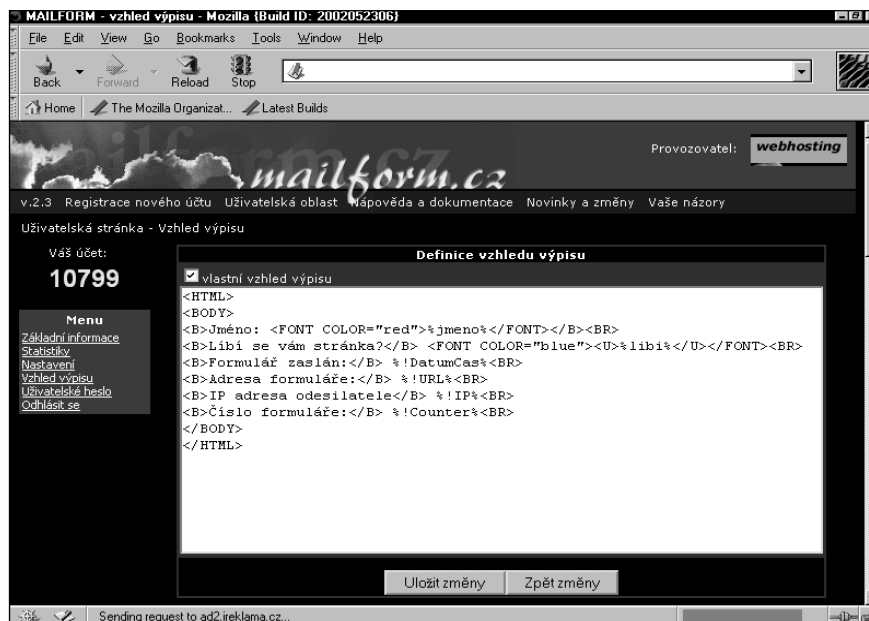 MAILFORM - vzhled výpisu - Mozilla {Build ID: 2002052306}
File Edit View Go Bookmarks Tools Window Help
Back Forward Reload Stop
Home The Mozilla Organizat... Latest Builds
mailform.cz
Provozovatel: webhosting
v.2.3 Registrace nového účtu Uživatelská oblast Nápověda a dokumentace Novinky a změny Vaše názory
Uživatelská stránka - Vzhled výpisu
Váš účet:
10799
Menu
Základní informace
Statistiky
Nastavení
Vzhled výpisu
Uživatelské heslo
Odhlásit se
Definice vzhledu výpisu
vlastní vzhled výpisu
<HTML>
<BODY>
<B>Jméno: <FONT COLOR="red">%jmeno%</FONT></B><BR>
<B>Líbí se vám stránka?</B> <FONT COLOR="blue"><U>%libi%</U></FONT><BR>
<B>Formulář zaslán:</B> %!DatumCas%<BR>
<B>Adresa formuláře:</B> %!URL%<BR>
<B>IP adresa odesilatele</B> %!IP%<BR>
<B>Číslo formuláře:</B> %!Counter%<BR>
</BODY>
</HTML>
Uložit změny Zpět změny
Sending request to ad2.ireklama.cz...